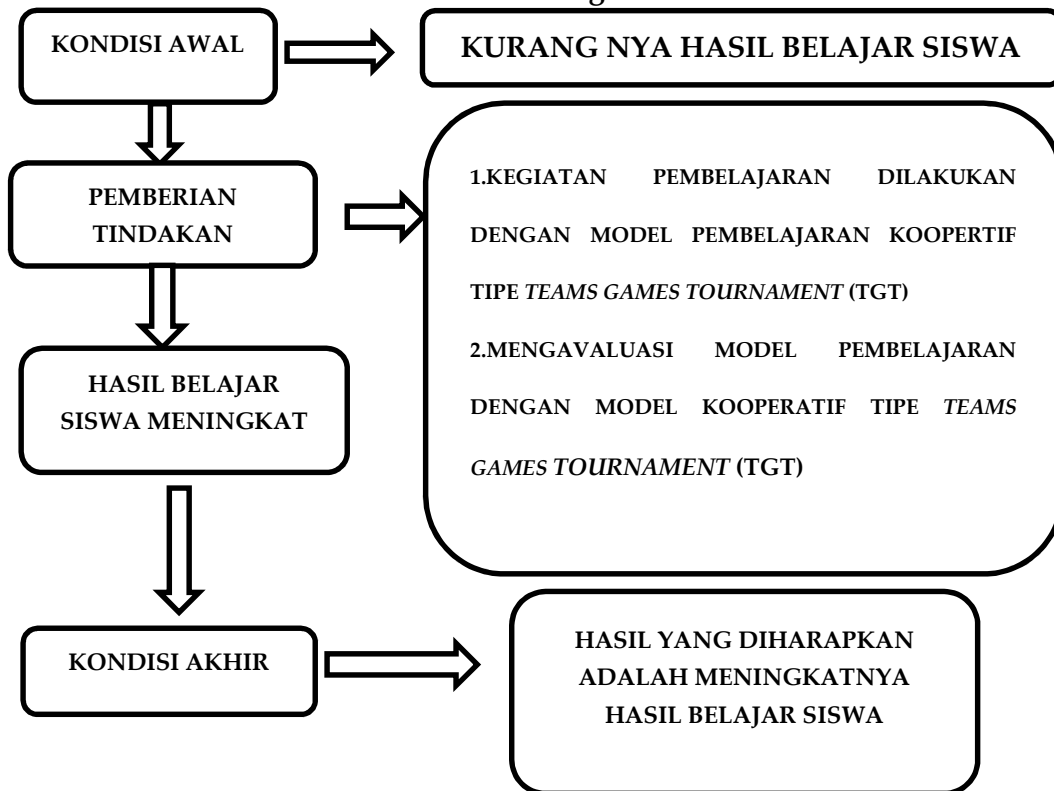 KONDISI AWAL
KURANG NYA HASIL BELAJAR SISWA
PEMBERIAN
TINDAKAN
1.KEGIATAN PEMBELAJARAN DILAKUKAN
DENGAN MODEL PEMBELAJARAN KOOPERTIF
TIPE TEAMS GAMES TOURNAMENT (TGT)
2.MENGAVALUASI MODEL PEMBELAJARAN
DENGAN MODEL KOOPERATIF TIPE TEAMS
GAMES TOURNAMENT (TGT)
HASIL BELAJAR
SISWA MENINGKAT
KONDISI AKHIR
HASIL YANG DIHARAPKAN
ADALAH MENINGKATNYA
HASIL BELAJAR SISWA